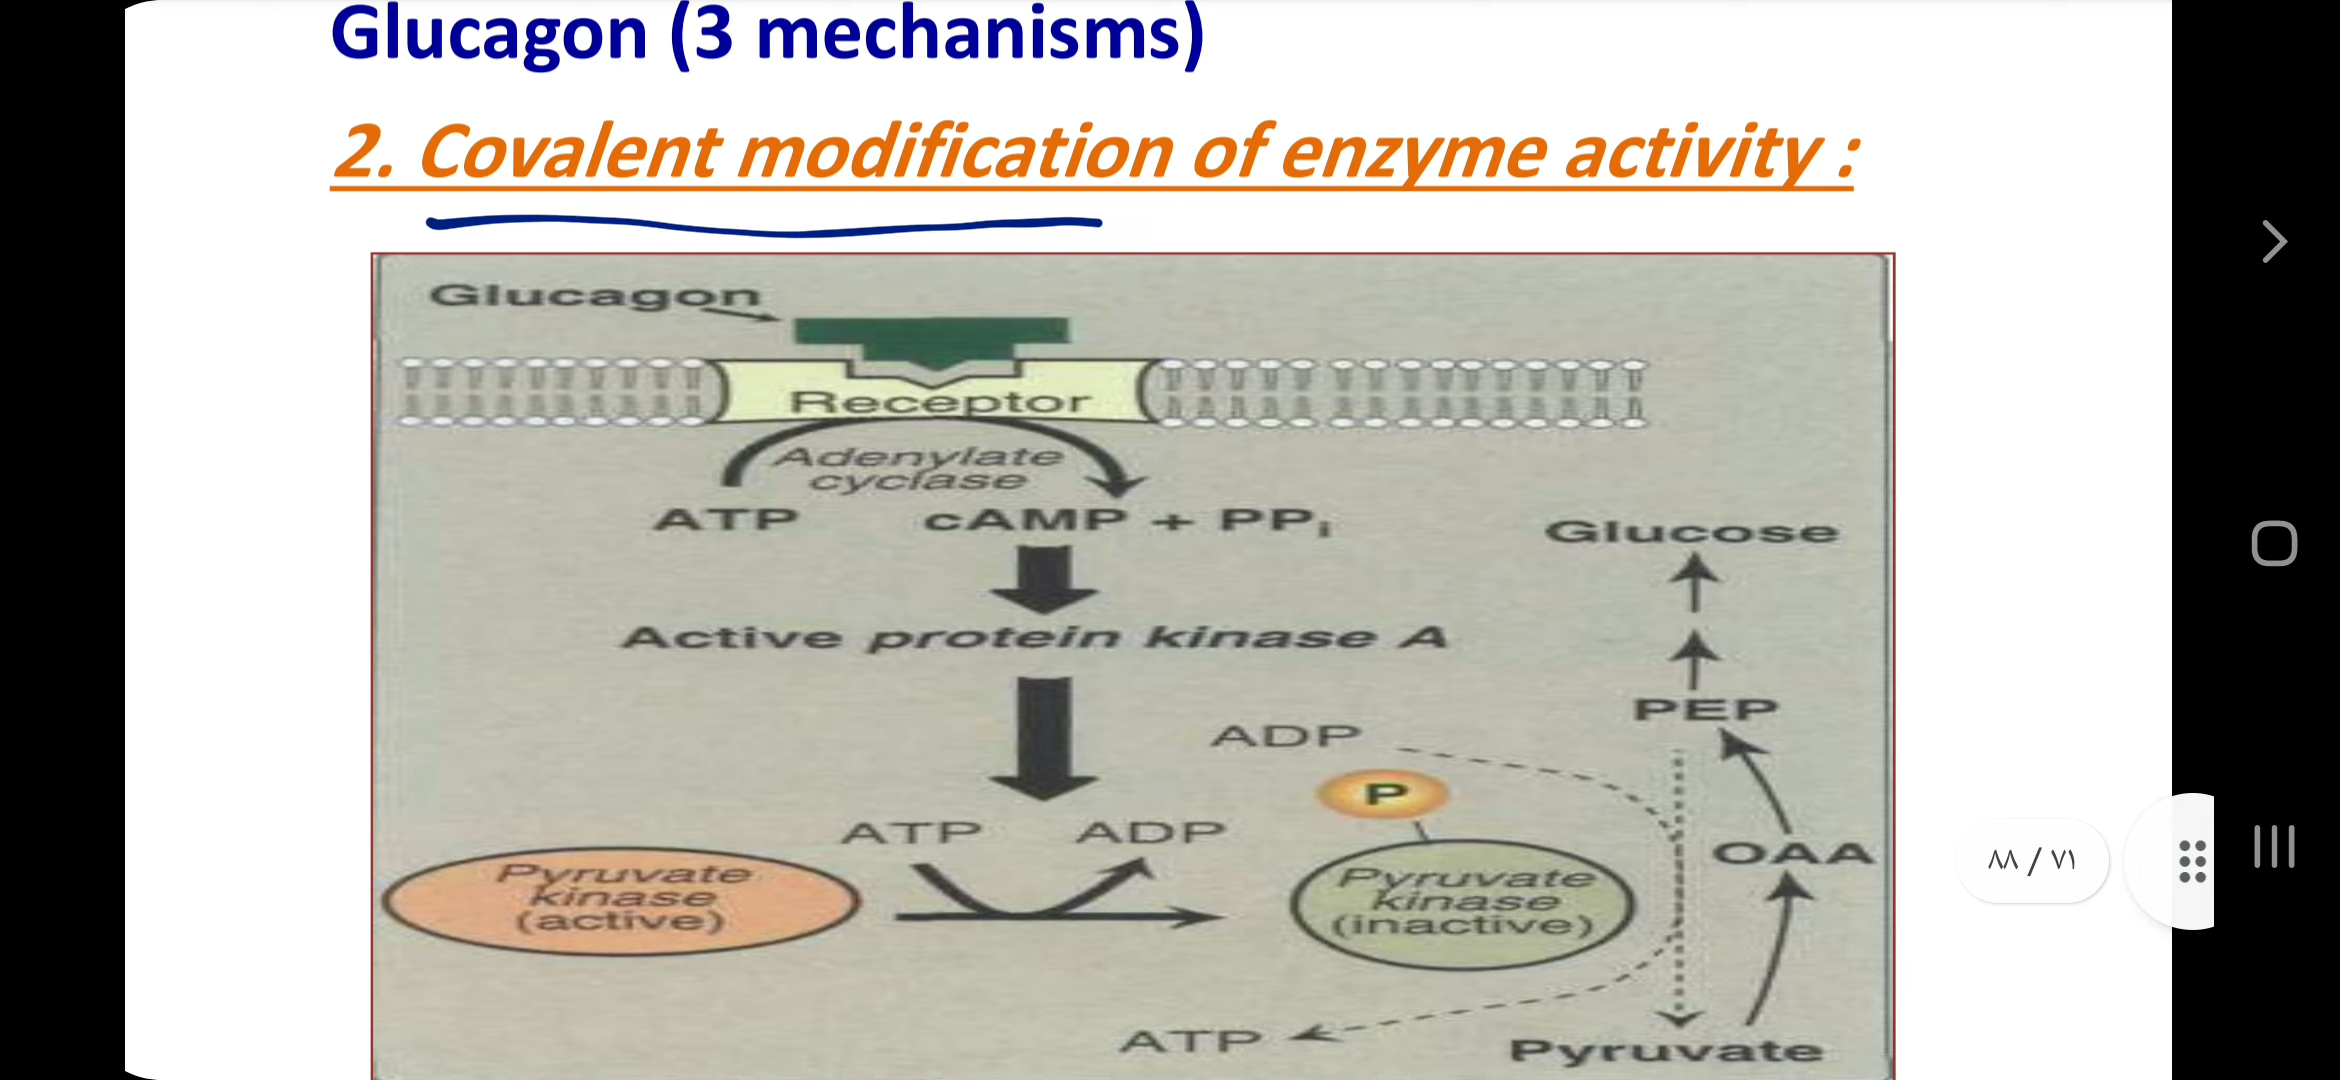 Glucagon (3 mechanisms)
2. Covalent modification of enzyme activity :
Glucagon
Receptor
Adenylate
cyclase
ATP cAMP + PPi
Glucose
Active protein kinase A
PEP
ADP
P
ATP ADP
OAA
Pyruvate
kinase
(active)
Pyruvate
kinase
(inactive)
ATP
Pyruvate
٧١ / ٨٨